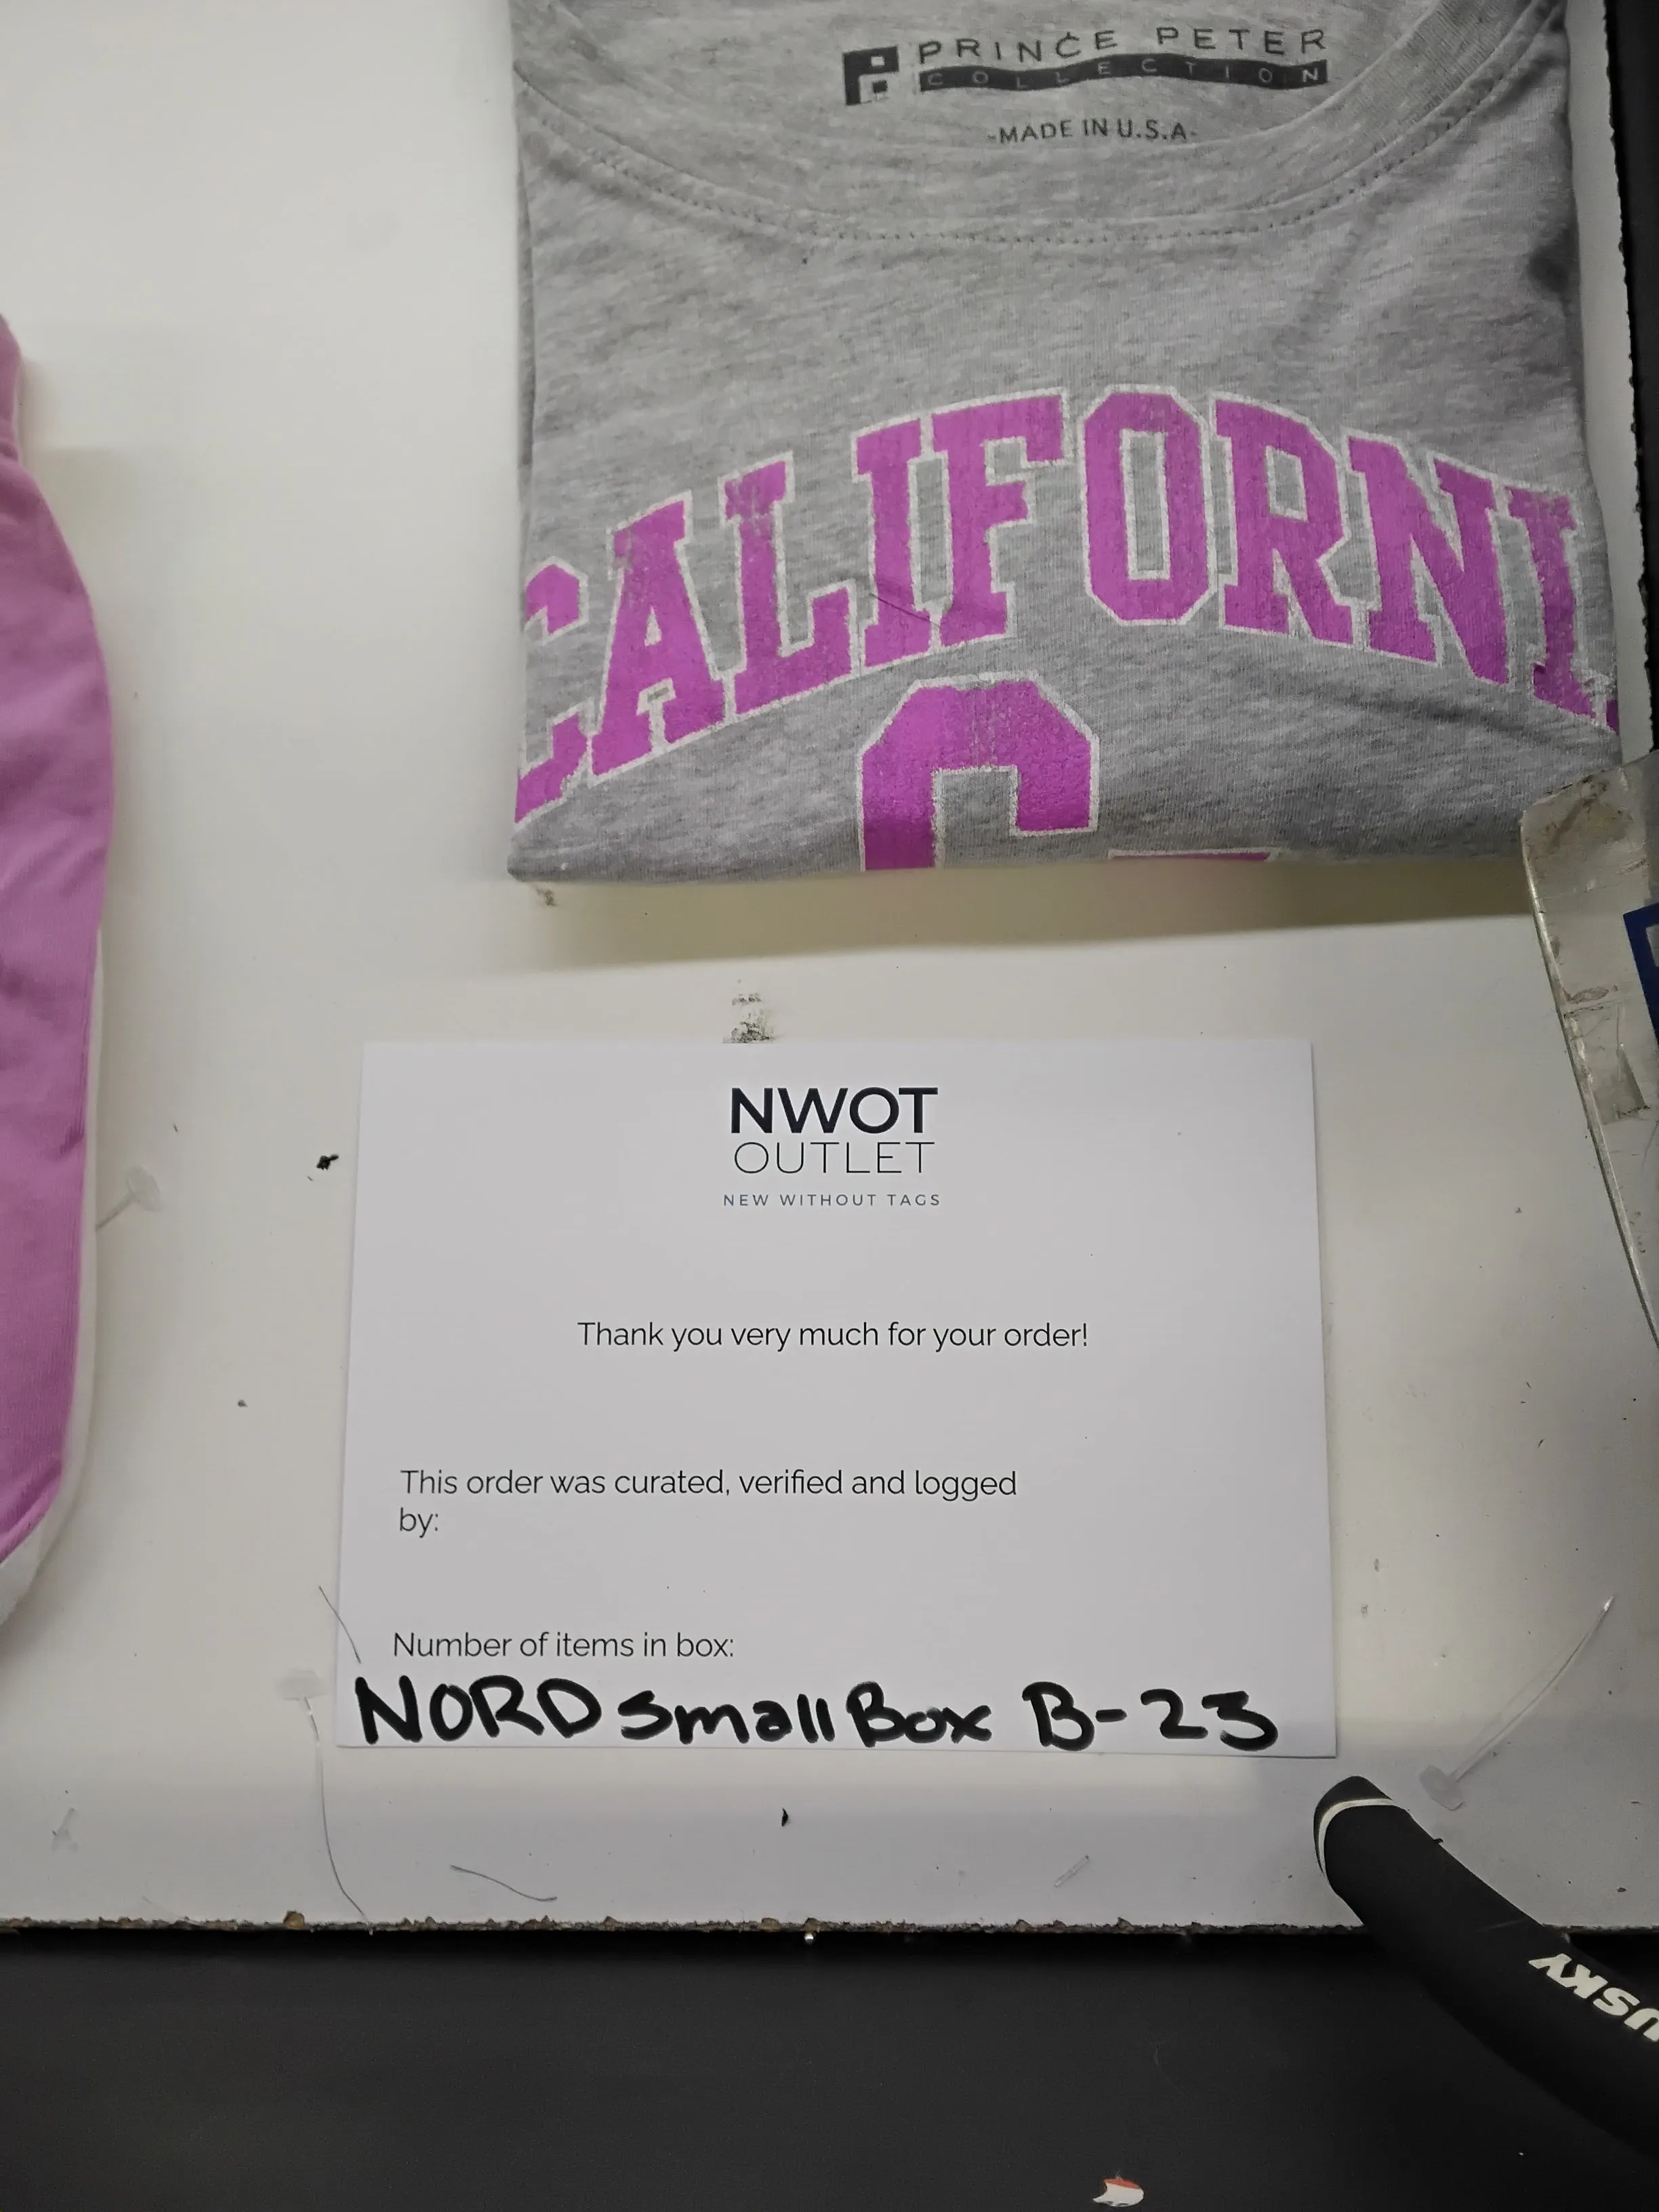 PRINCE PETER
COLLECTION
-MADE IN U.S.A-
CALIFORNI
C
NWOT
OUTLET
NEW WITHOUT TAGS
Thank you very much for your order!
This order was curated, verified and logged
by:
Number of items in box:
NORD Small Box B-23
USKY